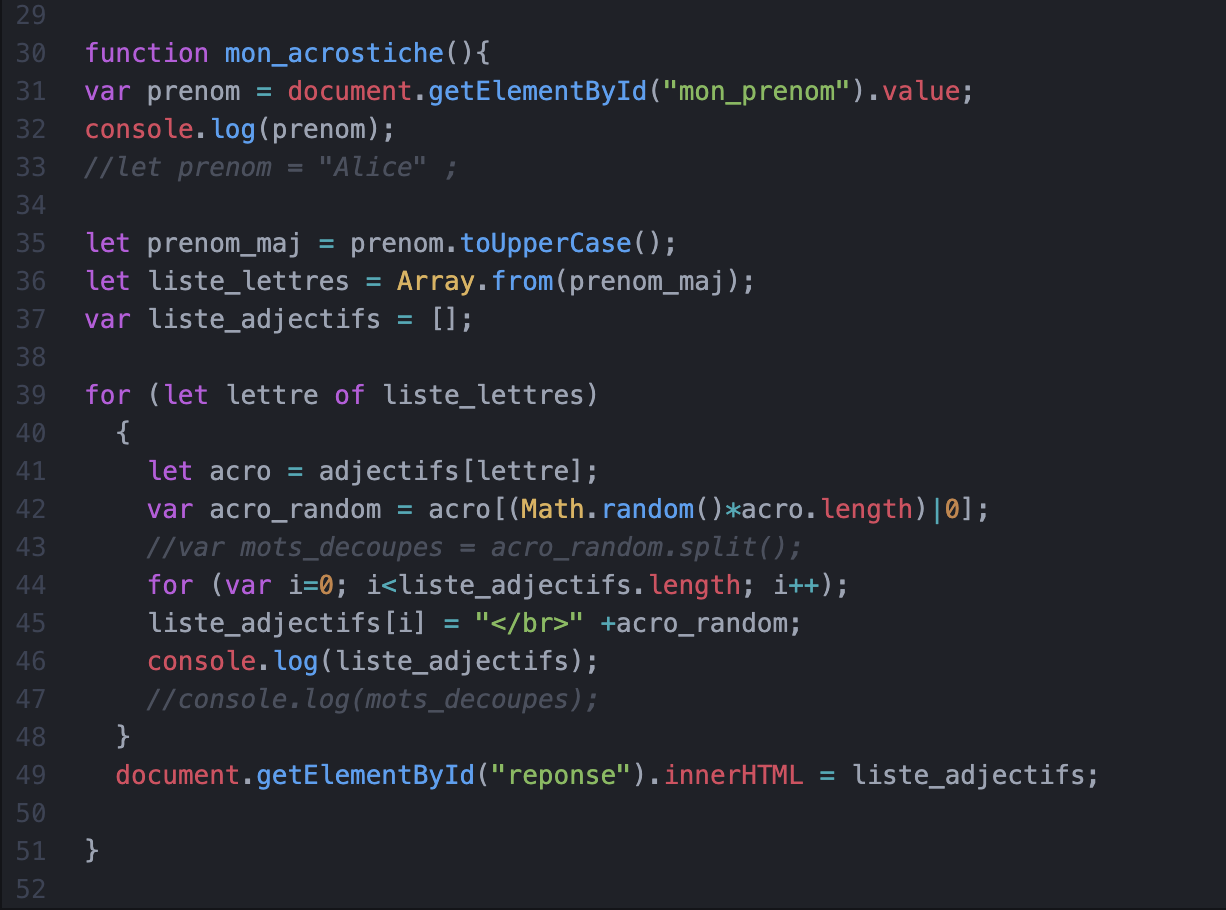 29
30 function mon_acrostiche(){
31 var prenom = document.getElementById("mon_prenom").value;
32 console.log(prenom);
33 //let prenom = "Alice" ;
34
35 let prenom_maj = prenom.toUpperCase();
36 let liste_lettres = Array.from(prenom_maj);
37 var liste_adjectifs = [];
38
39 for (let lettre of liste_lettres)
40 {
41 let acro = adjectifs[lettre];
42 var acro_random = acro[(Math.random()*acro.length)|0];
43 //var mots_decoupes = acro_random.split();
44 for (var i=0; i<liste_adjectifs.length; i++);
45 liste_adjectifs[i] = "</br>" +acro_random;
46 console.log(liste_adjectifs);
47 //console.log(mots_decoupes);
48 }
49 document.getElementById("reponse").innerHTML = liste_adjectifs;
50
51 }
52